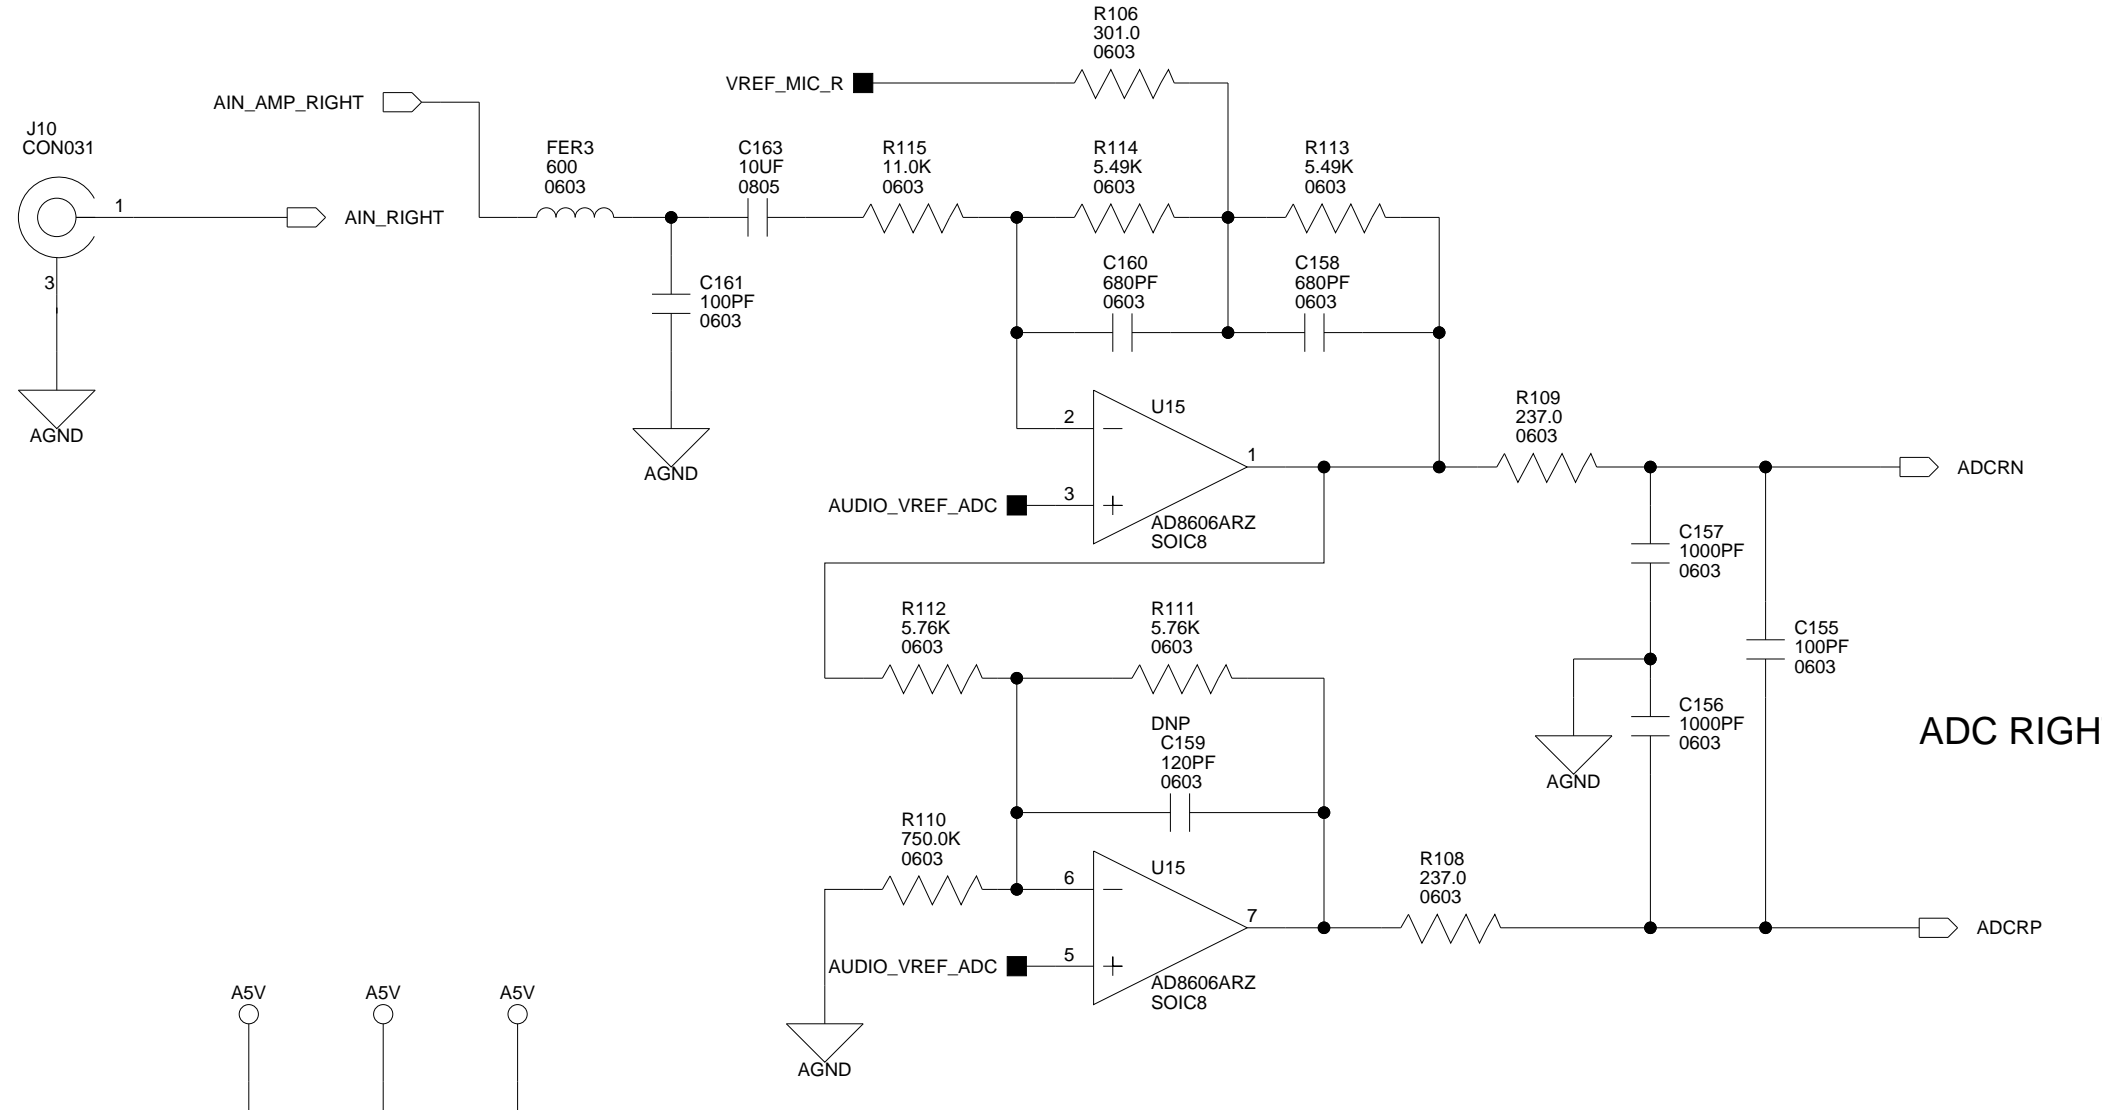 R106
301.0
0603
VREF_MIC_R
AIN_AMP_RIGHT
J10
CON031
1
AIN_RIGHT
3
AGND
FER3
600
0603
C163
10UF
0805
R115
11.0K
0603
R114
5.49K
0603
R113
5.49K
0603
C161
100PF
0603
AGND
C160
680PF
0603
C158
680PF
0603
U15
2
1
3
AUDIO_VREF_ADC
AD8606ARZ
SOIC8
R109
237.0
0603
ADCRN
C157
1000PF
0603
R112
5.76K
0603
R111
5.76K
0603
C155
100PF
0603
C156
1000PF
0603
AGND
ADC RIGH
DNP
C159
120PF
0603
R110
750.0K
0603
U15
6
7
5
AUDIO_VREF_ADC
AD8606ARZ
SOIC8
R108
237.0
0603
ADCRP
AGND
A5V
A5V
A5V